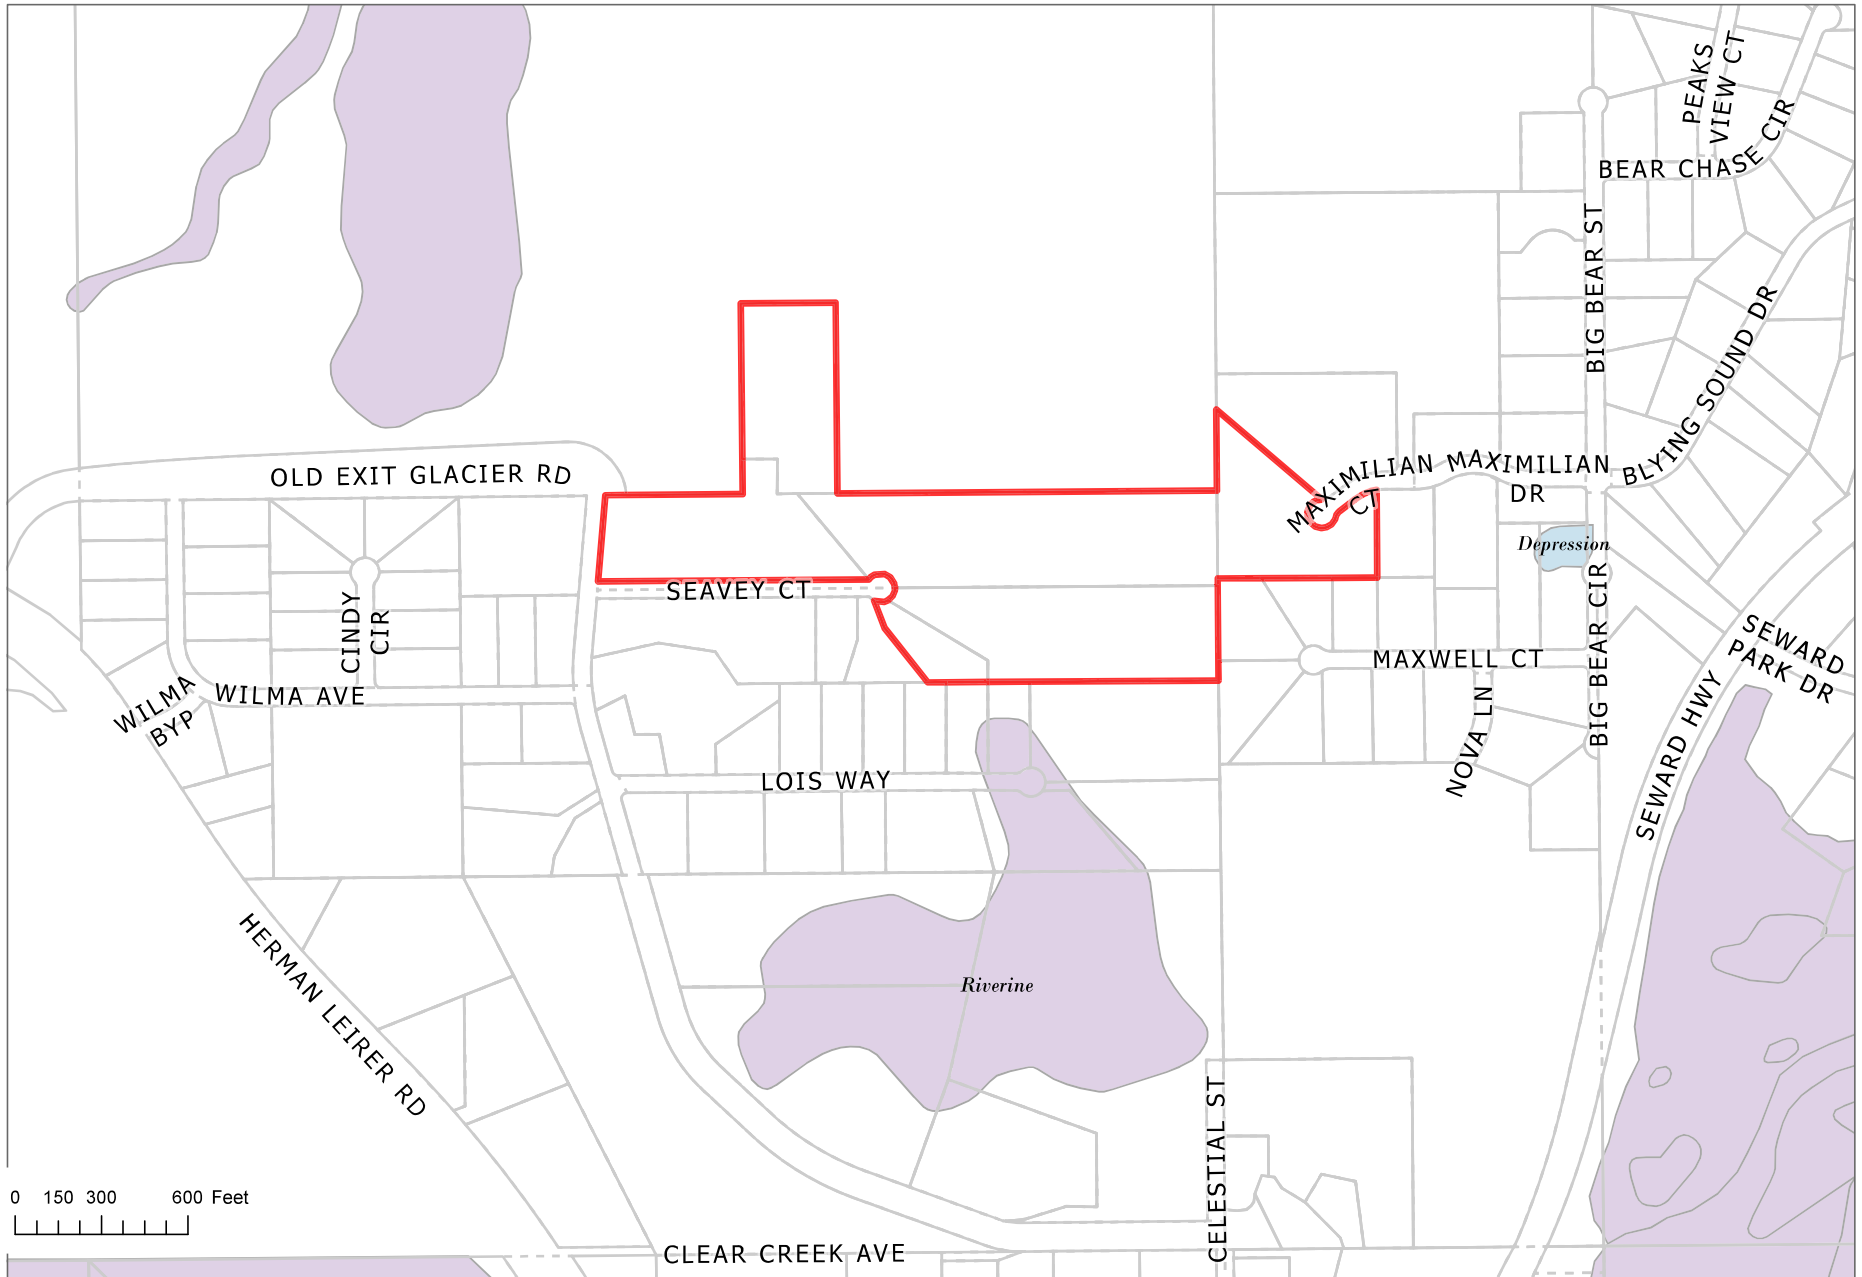 PEAKS
VIEW CT
BEAR CHASE CIR
BIG BEAR ST
BLYING SOUND DR
OLD EXIT GLACIER RD
MAXIMILIAN
CT
MAXIMILIAN
DR
Depression
SEAVEY CT
CINDY
CIR
BIG BEAR CIR
SEWARD
PARK DR
MAXWELL CT
WILMA
BYP
WILMA AVE
NOVA LN
SEWARD HWY
LOIS WAY
HERMAN LEIRER RD
Riverine
CELESTIAL ST
0 150 300 600 Feet
CLEAR CREEK AVE